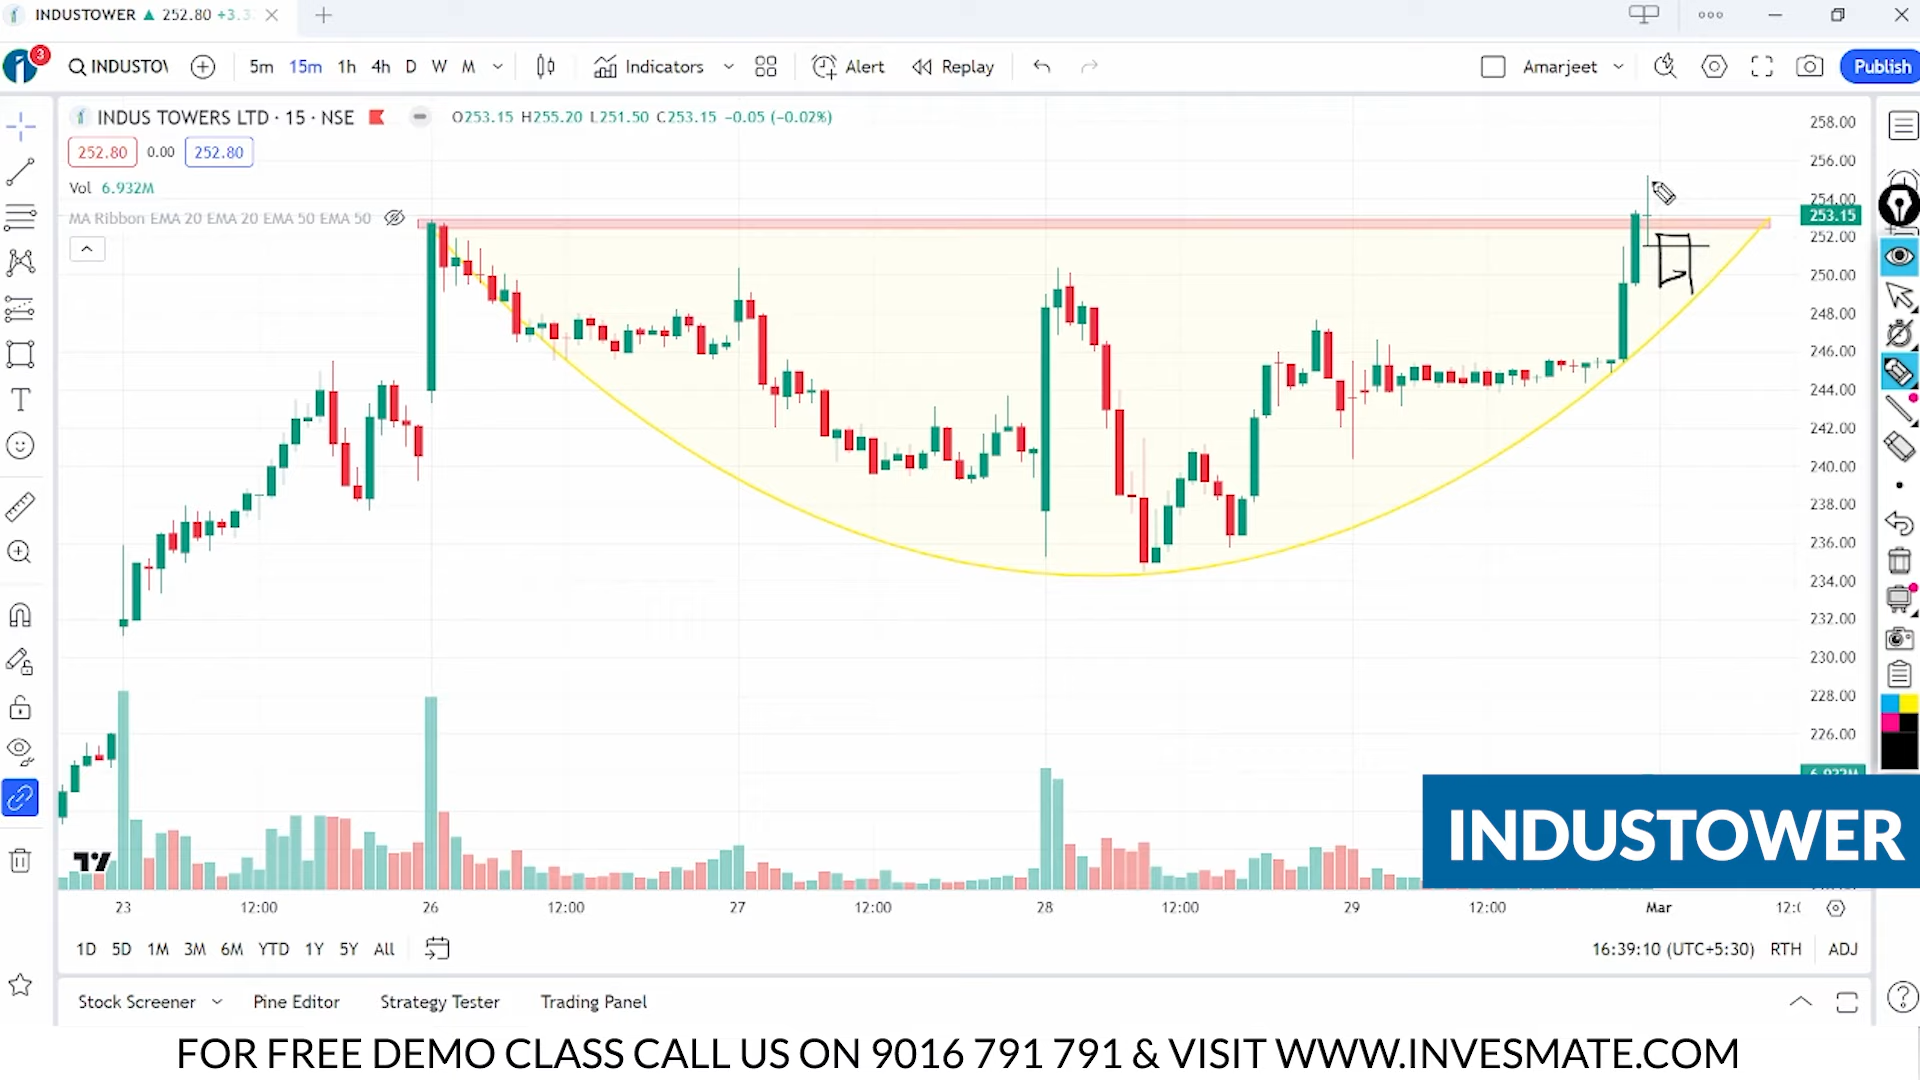 INDUSTOWER ▲ 252.80 +3.3
3
INDUSTO
5m 15m 1h 4h D W M
Indicators
Alert
Replay
Amarjeet
Publish
INDUS TOWERS LTD · 15 · NSE
O253.15 H255.20 L251.50 C253.15 −0.05 (−0.02%)
252.80 0.00 252.80
Vol 6.932M
MA Ribbon EMA 20 EMA 20 EMA 50 EMA 50
258.00
256.00
254.00
253.15
252.00
250.00
248.00
246.00
244.00
242.00
240.00
238.00
236.00
234.00
232.00
230.00
228.00
226.00
INDUSTOWER
23 12:00 26 12:00 27 12:00 28 12:00 29 12:00 Mar
1D 5D 1M 3M 6M YTD 1Y 5Y All
16:39:10 (UTC+5:30) RTH ADJ
Stock Screener Pine Editor Strategy Tester Trading Panel
FOR FREE DEMO CLASS CALL US ON 9016 791 791 & VISIT WWW.INVESMATE.COM